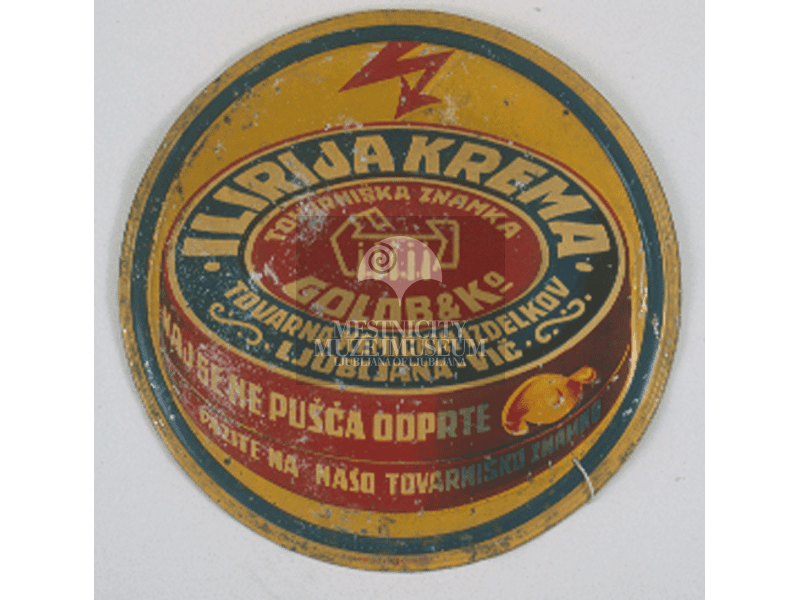 ILIRIJA KREMA
TOVARNIŠKA ZNAMKA
GOLOB & Ko
TOVARNA
LJUBLJANA, VIČ
NAJ SE NE PUŠČA ODPRTE
PAZITE NA NAŠO TOVARNIŠKO ZNAMKO
MESTNI CITY
MUZEJ MUSEUM
LJUBLJANA OF LJUBLJANA